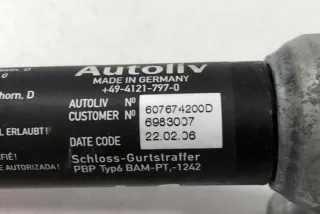 Autoliv
MADE IN GERMANY
+49-4121-797-0
horn, D
AUTOLIV Nº 607674200D
CUSTOMER Nº 6983007
DATE CODE 22.02.06
ERLAUBT!
AUTORIZADA!
Schloss-Gurtstraffer
PBP Typ6 BAM-PT,-1242